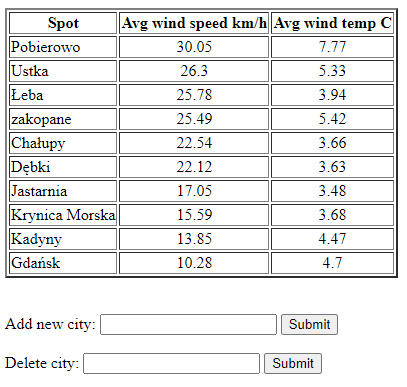 Spot Avg wind speed km/h Avg wind temp C
Pobierowo 30.05 7.77
Ustka 26.3 5.33
Łeba 25.78 3.94
zakopane 25.49 5.42
Chałupy 22.54 3.66
Dębki 22.12 3.63
Jastarnia 17.05 3.48
Krynica Morska 15.59 3.68
Kadyny 13.85 4.47
Gdańsk 10.28 4.7
Add new city: Submit
Delete city: Submit